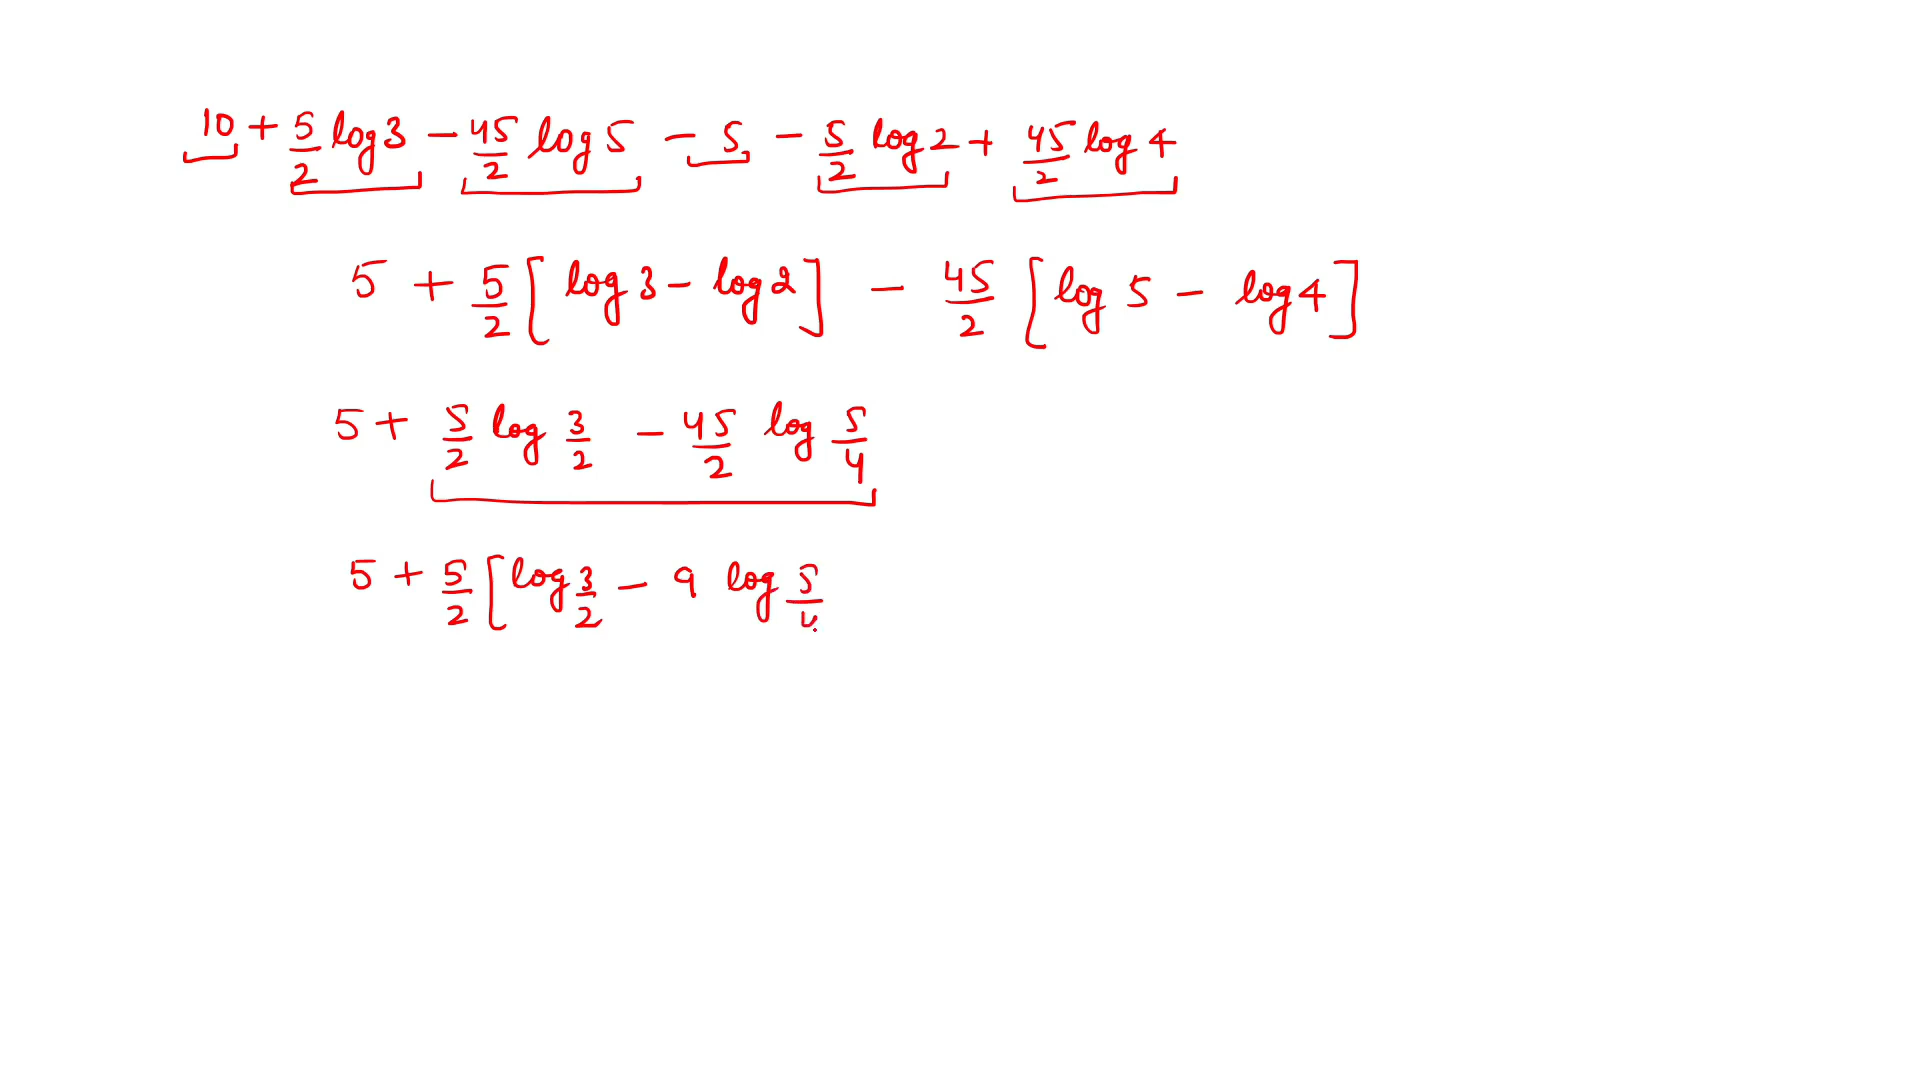 10 + 5/2 log 3 − 45/2 log 5 − 5 − 5/2 log 2 + 45/2 log 4
5 + 5/2 [ log 3 − log 2 ] − 45/2 [ log 5 − log 4 ]
5 + 5/2 log 3/2 − 45/2 log 5/4
5 + 5/2 [ log 3/2 − 9 log 5/4